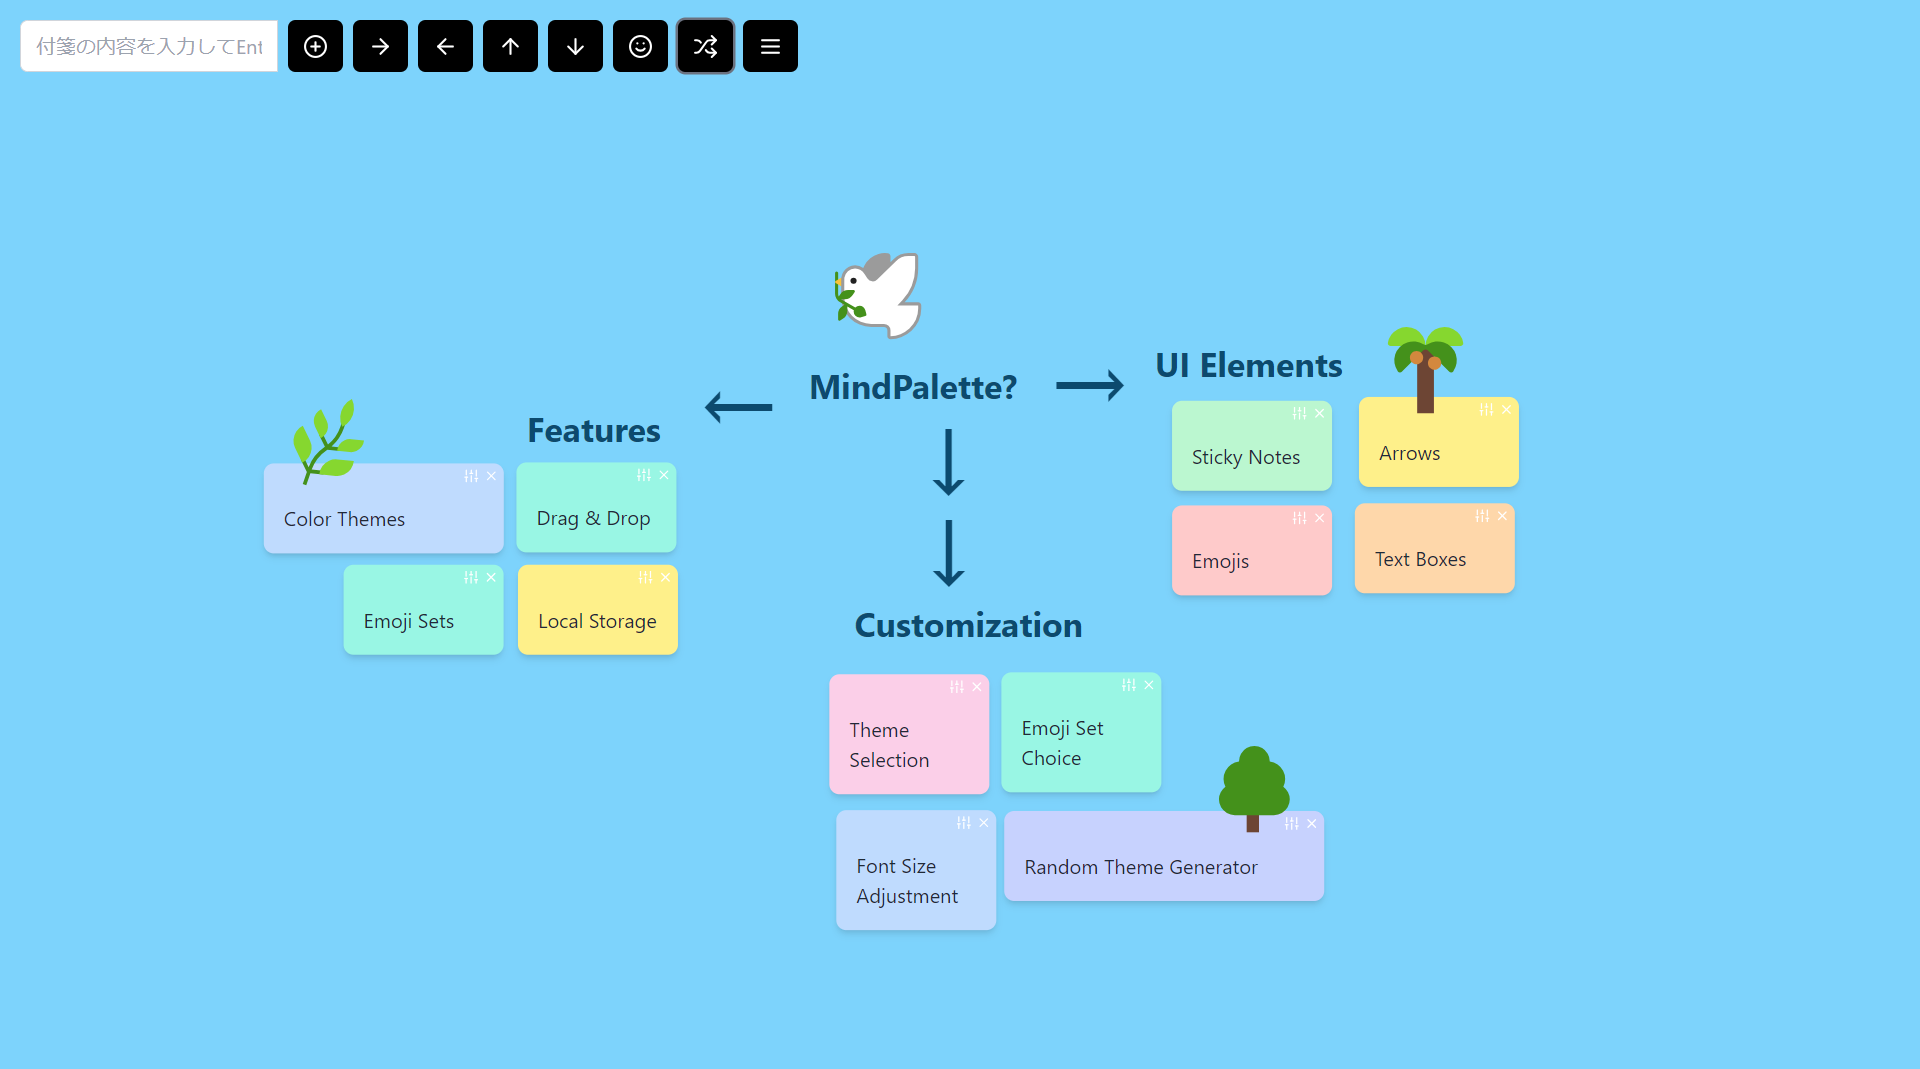 付箋の内容を入力してEnt
MindPalette?
Features
Color Themes
Drag & Drop
Emoji Sets
Local Storage
UI Elements
Sticky Notes
Arrows
Emojis
Text Boxes
Customization
Theme
Selection
Emoji Set
Choice
Font Size
Adjustment
Random Theme Generator